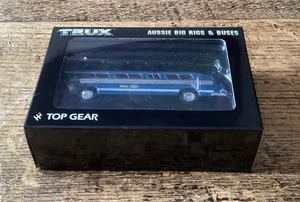 TRUX
AUSSIE BIG RIGS & BUSES
TOP GEAR